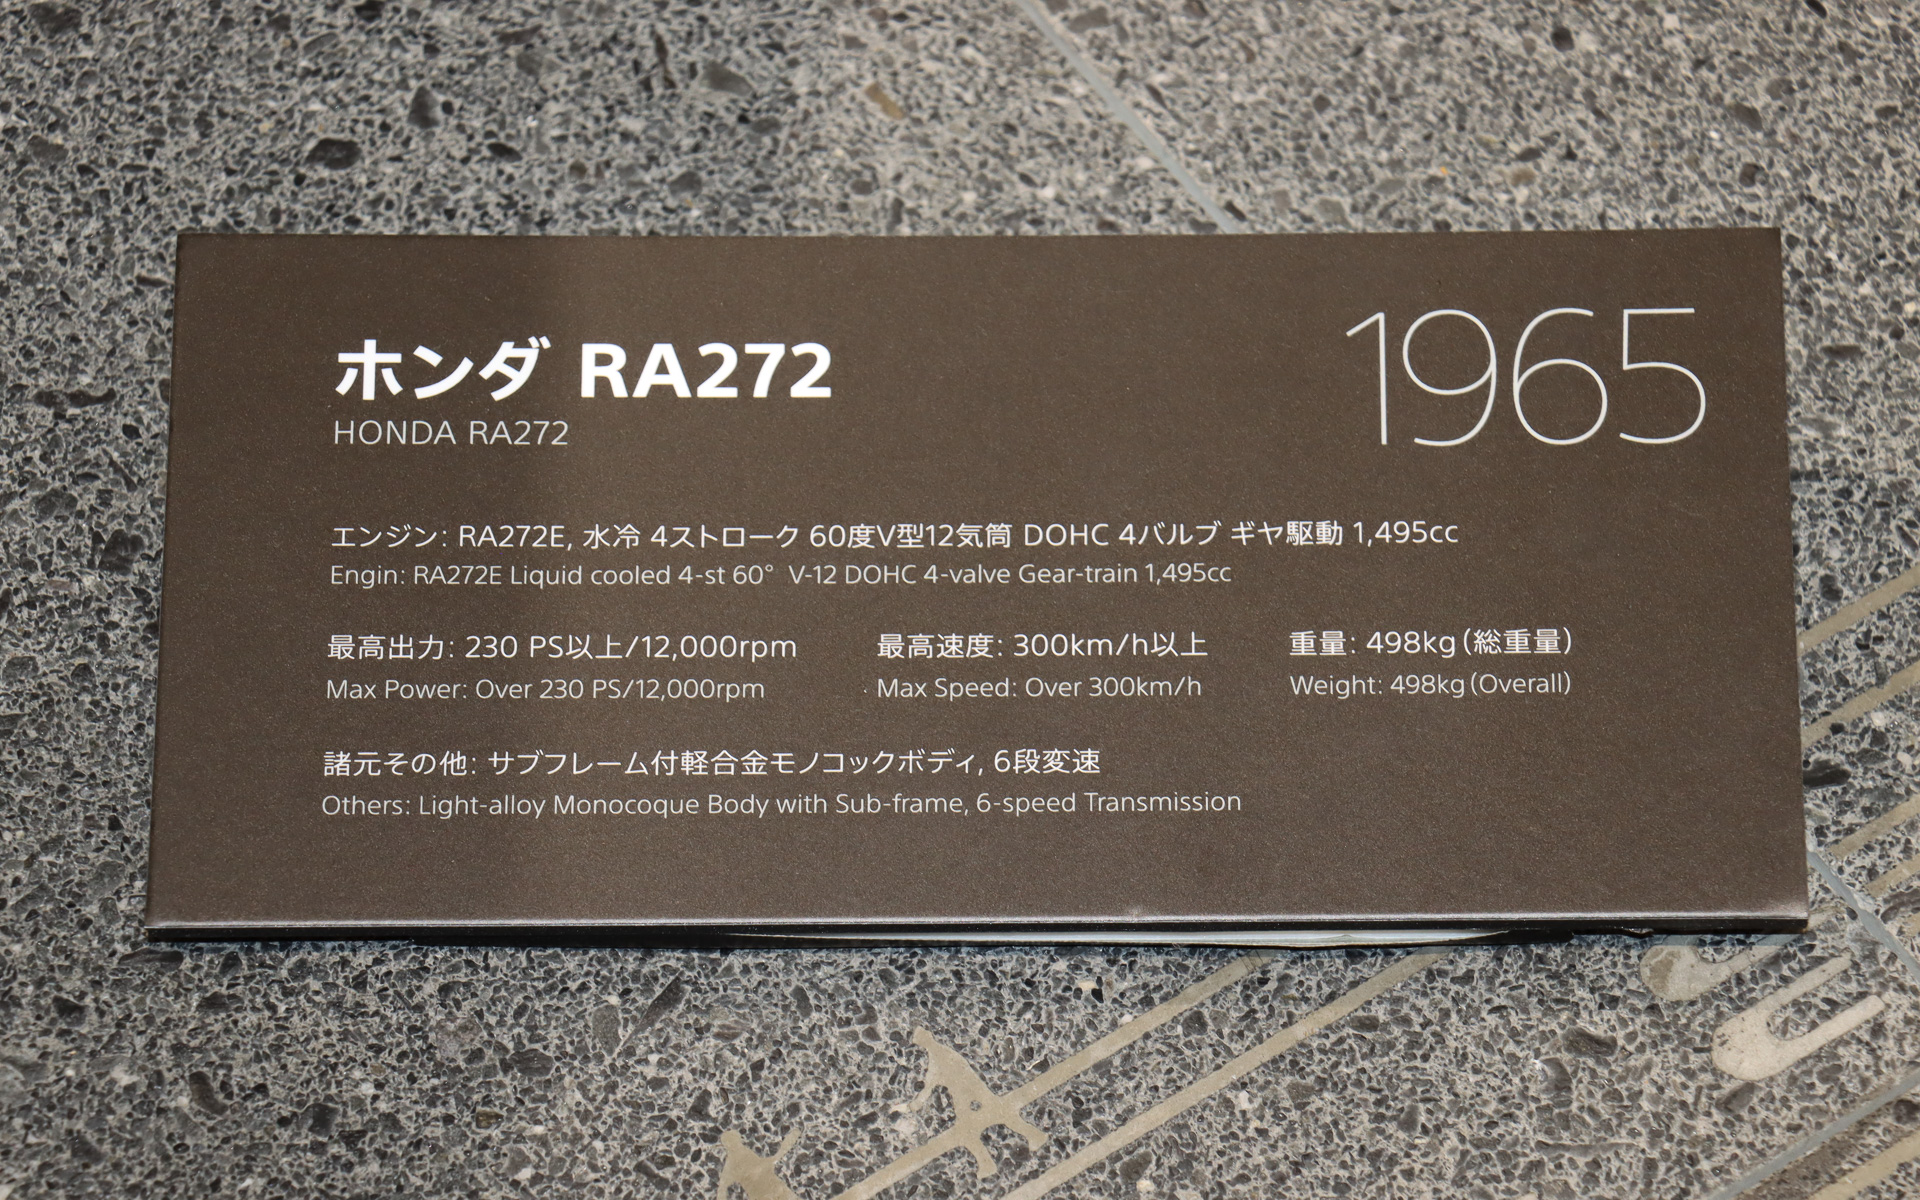 ホンダ RA272
HONDA RA272
1965
エンジン: RA272E, 水冷 4ストローク 60度V型12気筒 DOHC 4バルブ ギヤ駆動 1,495cc
Engin: RA272E Liquid cooled 4-st 60° V-12 DOHC 4-valve Gear-train 1,495cc
最高出力: 230 PS以上/12,000rpm 最高速度: 300km/h以上 重量: 498kg(総重量)
Max Power: Over 230 PS/12,000rpm Max Speed: Over 300km/h Weight: 498kg(Overall)
諸元その他: サブフレーム付軽合金モノコックボディ, 6段変速
Others: Light-alloy Monocoque Body with Sub-frame, 6-speed Transmission